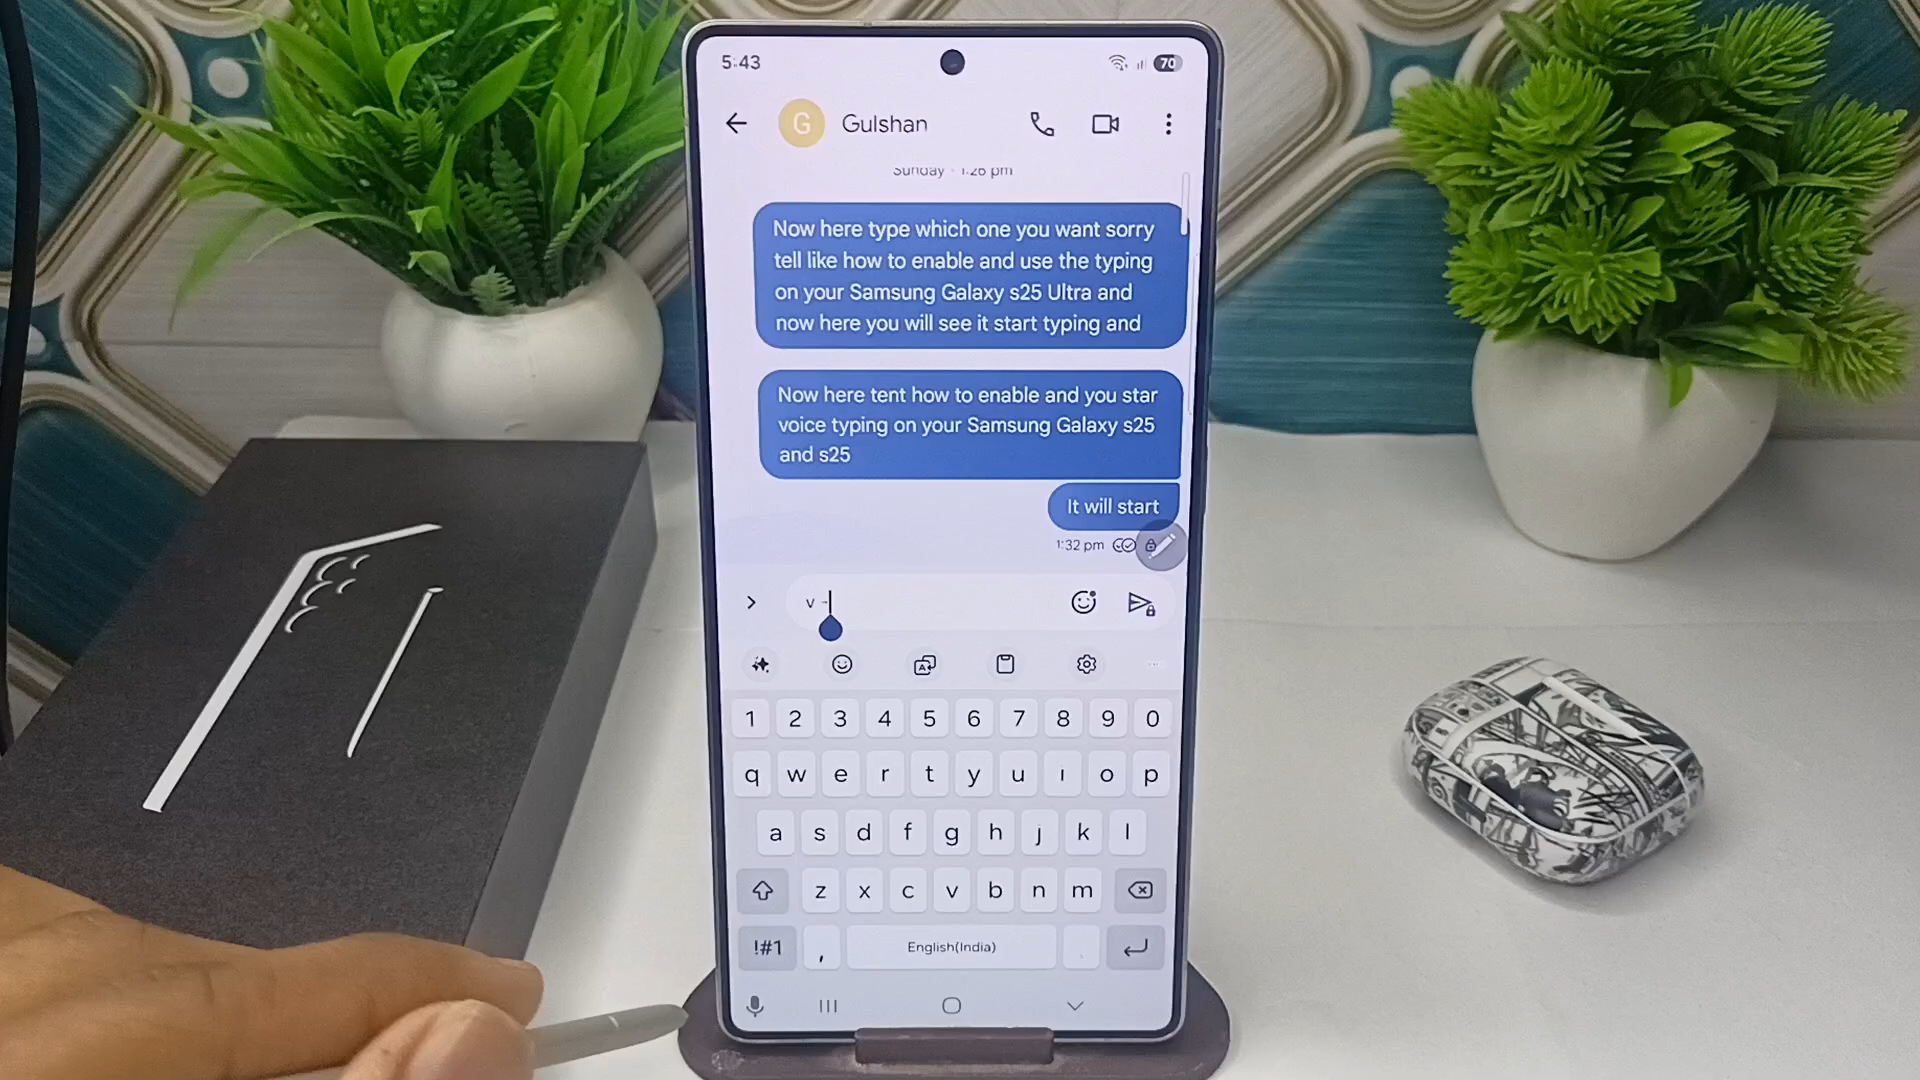 5:43
70
G Gulshan
Sunday · 1:26 pm
Now here type which one you want sorry
tell like how to enable and use the typing
on your Samsung Galaxy s25 Ultra and
now here you will see it start typing and
Now here tent how to enable and you star
voice typing on your Samsung Galaxy s25
and s25
It will start
1:32 pm
v -
1 2 3 4 5 6 7 8 9 0
q w e r t y u i o p
a s d f g h j k l
z x c v b n m
!#1 , English(India) .